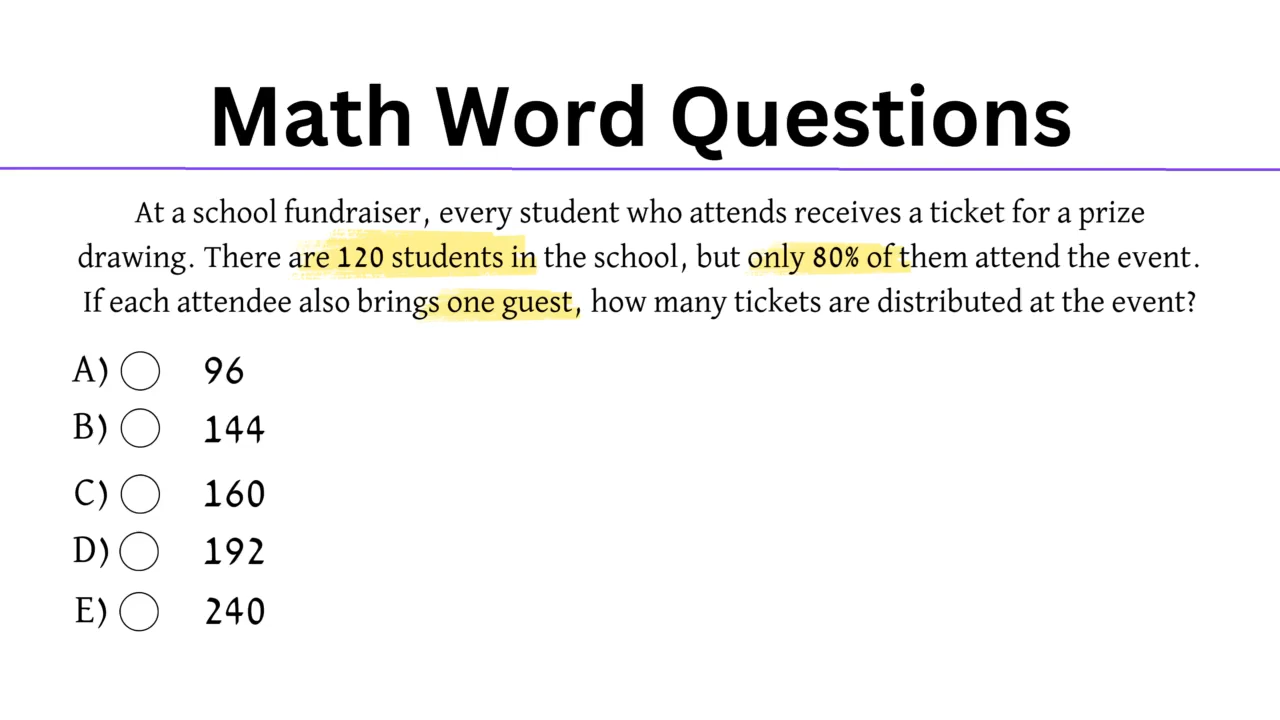 Math Word Questions
At a school fundraiser, every student who attends receives a ticket for a prize
drawing. There are 120 students in the school, but only 80% of them attend the event.
If each attendee also brings one guest, how many tickets are distributed at the event?
A) 96
B) 144
C) 160
D) 192
E) 240